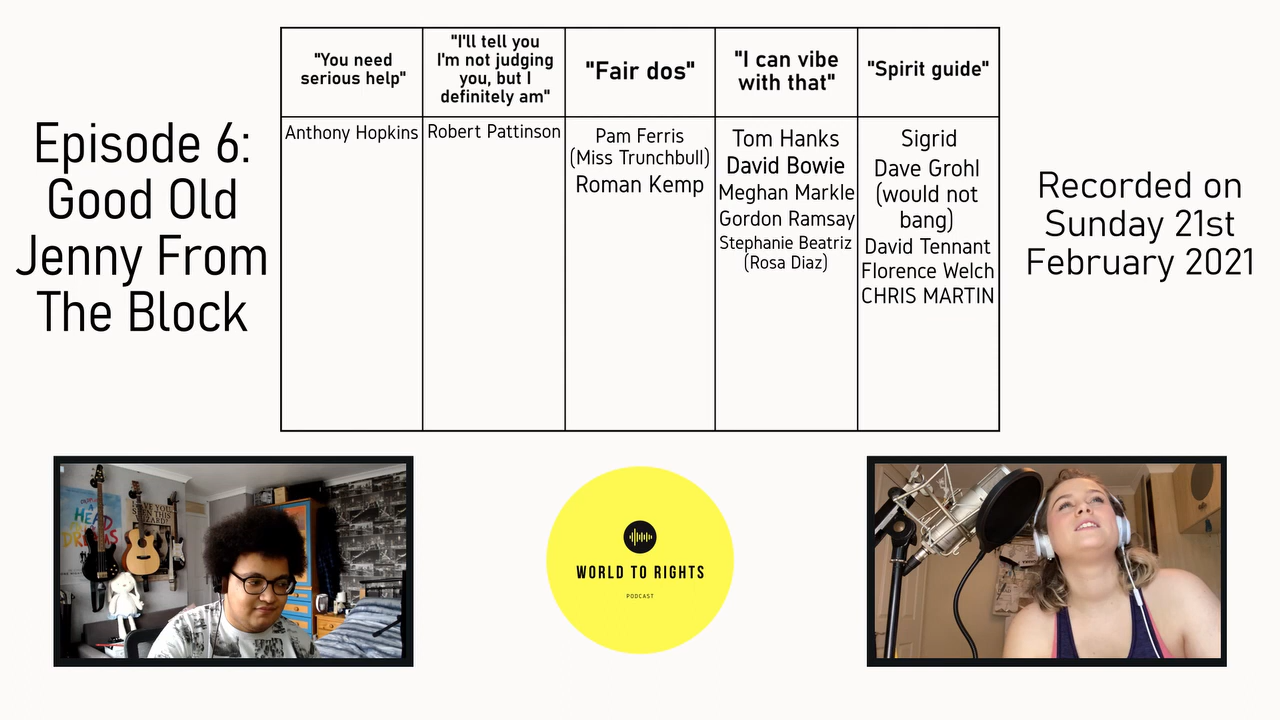 Episode 6:
Good Old
Jenny From
The Block
"You need
serious help"
"I'll tell you
I'm not judging
you, but I
definitely am"
"Fair dos"
"I can vibe
with that"
"Spirit guide"
Anthony Hopkins
Robert Pattinson
Pam Ferris
(Miss Trunchbull)
Roman Kemp
Tom Hanks
David Bowie
Meghan Markle
Gordon Ramsay
Stephanie Beatriz
(Rosa Diaz)
Sigrid
Dave Grohl
(would not
bang)
David Tennant
Florence Welch
CHRIS MARTIN
Recorded on
Sunday 21st
February 2021
A
HEAD
WORLD TO RIGHTS
PODCAST